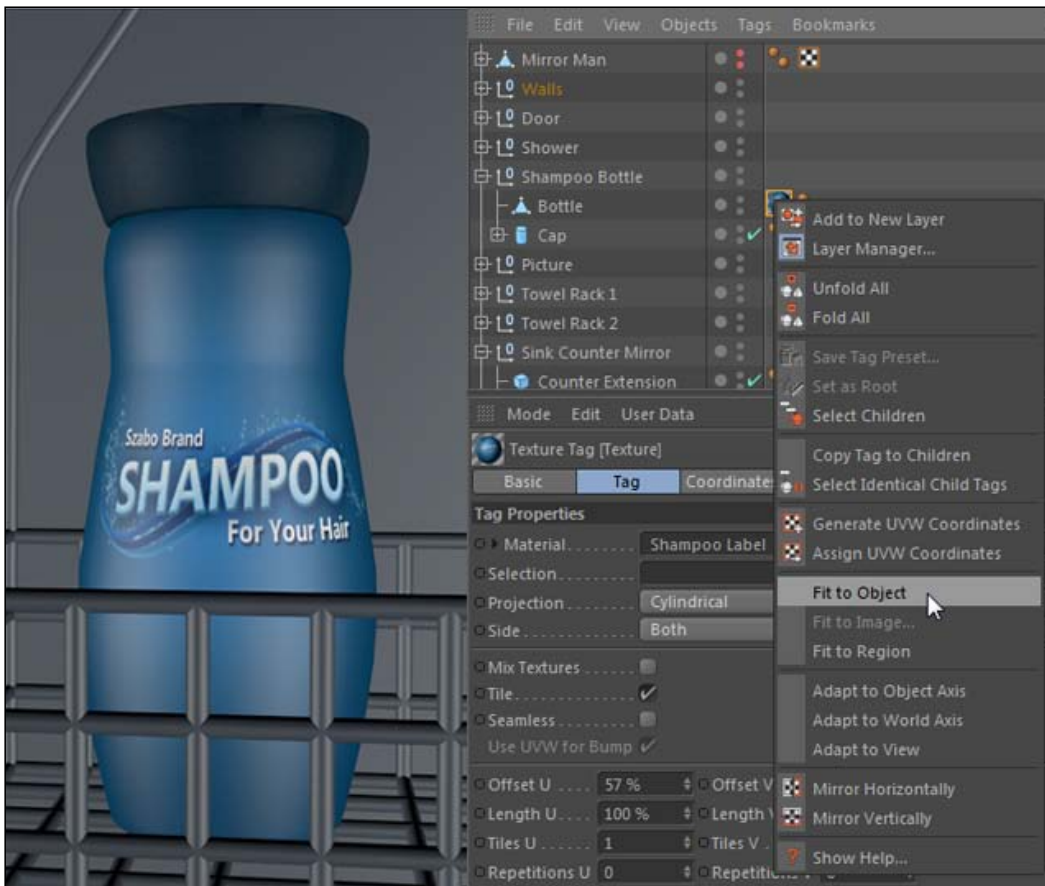 File Edit View Objects Tags Bookmarks
Mirror Man
Walls
Door
Shower
Shampoo Bottle
Bottle
Cap
Picture
Towel Rack 1
Towel Rack 2
Sink Counter Mirror
Counter Extension
Szabo Brand
SHAMPOO
For Your Hair
Mode Edit User Data
Texture Tag [Texture]
Basic Tag Coordinate
Tag Properties
Material........ Shampoo Label
Selection.........
Projection....... Cylindrical
Side............ Both
Mix Textures......
Tile..............
Seamless.........
Use UVW for Bump
Offset U.... 57 % Offset V
Length U.... 100 % Length
Tiles U..... 1 Tiles V
Repetitions U 0
Add to New Layer
Layer Manager...
Unfold All
Fold All
Save Tag Preset...
Set as Root
Select Children
Copy Tag to Children
Select Identical Child Tags
Generate UVW Coordinates
Assign UVW Coordinates
Fit to Object
Fit to Image...
Fit to Region
Adapt to Object Axis
Adapt to World Axis
Adapt to View
Mirror Horizontally
Mirror Vertically
Show Help...